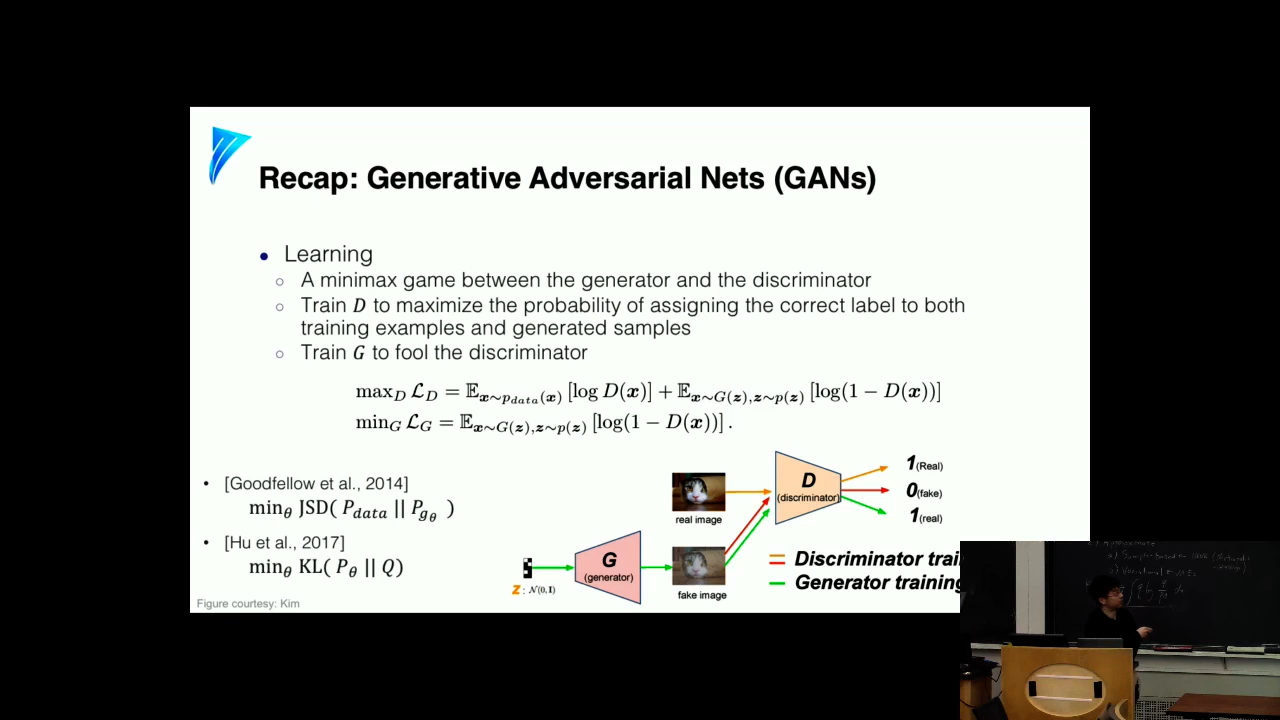 Recap: Generative Adversarial Nets (GANs)
• Learning
○ A minimax game between the generator and the discriminator
○ Train D to maximize the probability of assigning the correct label to both
training examples and generated samples
○ Train G to fool the discriminator
max_D 𝓛_D = 𝔼_{x∼p_data(x)} [log D(x)] + 𝔼_{x∼G(z),z∼p(z)} [log(1 − D(x))]
min_G 𝓛_G = 𝔼_{x∼G(z),z∼p(z)} [log(1 − D(x))] .
• [Goodfellow et al., 2014]
min_θ JSD( P_data || P_{g_θ} )
• [Hu et al., 2017]
min_θ KL( P_θ || Q)
Figure courtesy: Kim
z : 𝒩(0,I)
G
(generator)
real image
fake image
D
(discriminator)
1(Real)
0(fake)
1(real)
Discriminator trai
Generator training